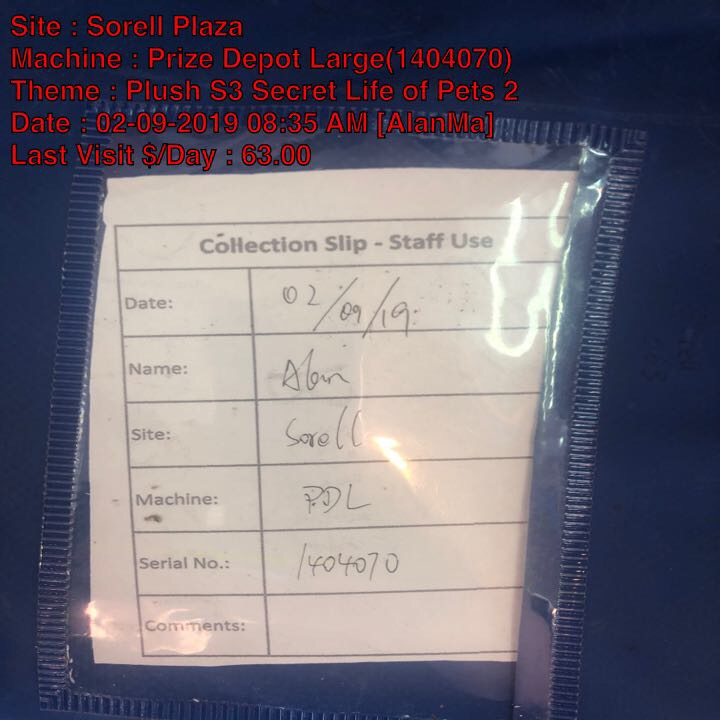 Site : Sorell Plaza
Machine : Prize Depot Large(1404070)
Theme : Plush S3 Secret Life of Pets 2
Date : 02-09-2019 08:35 AM [AlanMa]
Last Visit $/Day : 63.00
Collection Slip - Staff Use
Date: 02/09/19
Name: Alan
Site: Sorell
Machine: PDL
Serial No.: 1404070
Comments: